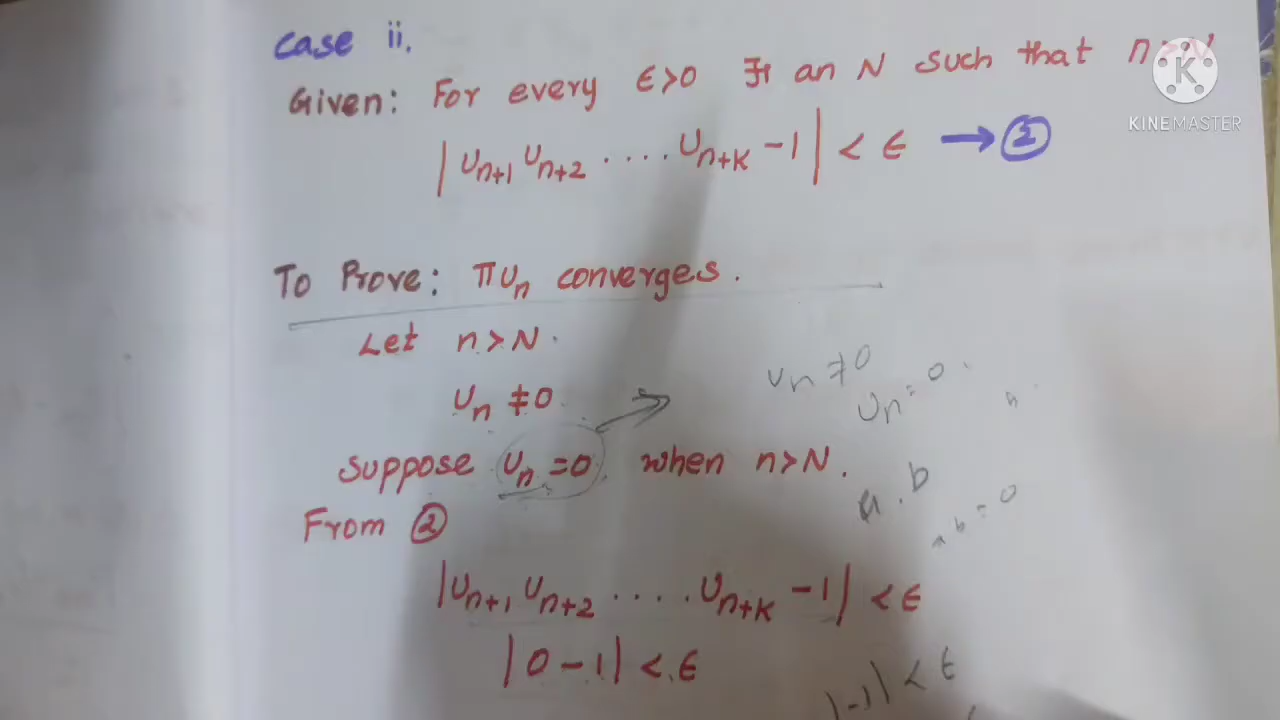 Case ii.
Given: For every ϵ>0 ∃r an N such that n>N
|Un+1 Un+2 .... Un+k -1| < ϵ → ②
K
KINEMASTER
To Prove: πUn converges.
Let n>N.
Un ≠0
Un ≠0
Un=0.
Suppose Un=0 when n>N.
a.b
a b = 0
From ②
|Un+1 Un+2 .... Un+k -1| < ϵ
|0-1| < ϵ
|-1| < ϵ